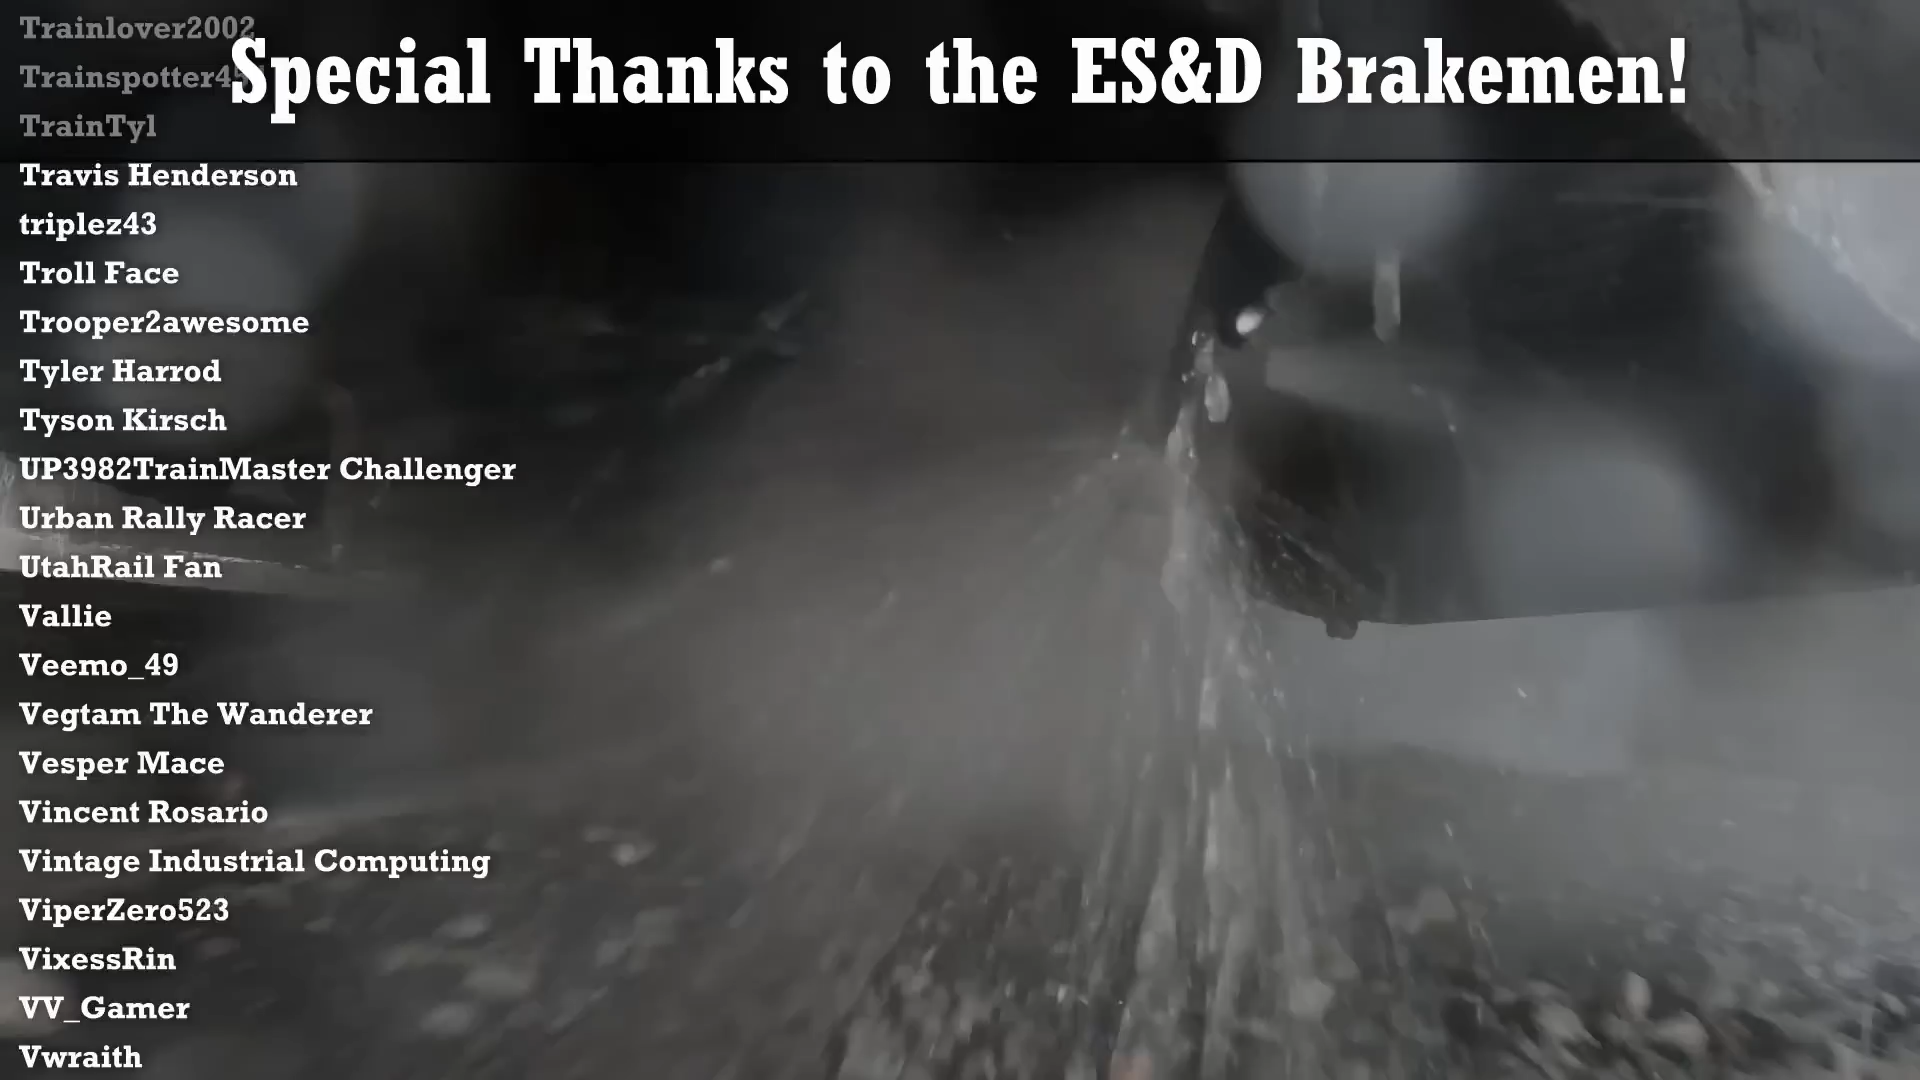 Special Thanks to the ES&D Brakemen!
Trainlover2002
TrainTyl
Travis Henderson
triplez43
Troll Face
Trooper2awesome
Tyler Harrod
Tyson Kirsch
UP3982TrainMaster Challenger
Urban Rally Racer
UtahRail Fan
Vallie
Veemo_49
Vegtam The Wanderer
Vesper Mace
Vincent Rosario
Vintage Industrial Computing
ViperZero523
VixessRin
VV_Gamer
Vwraith